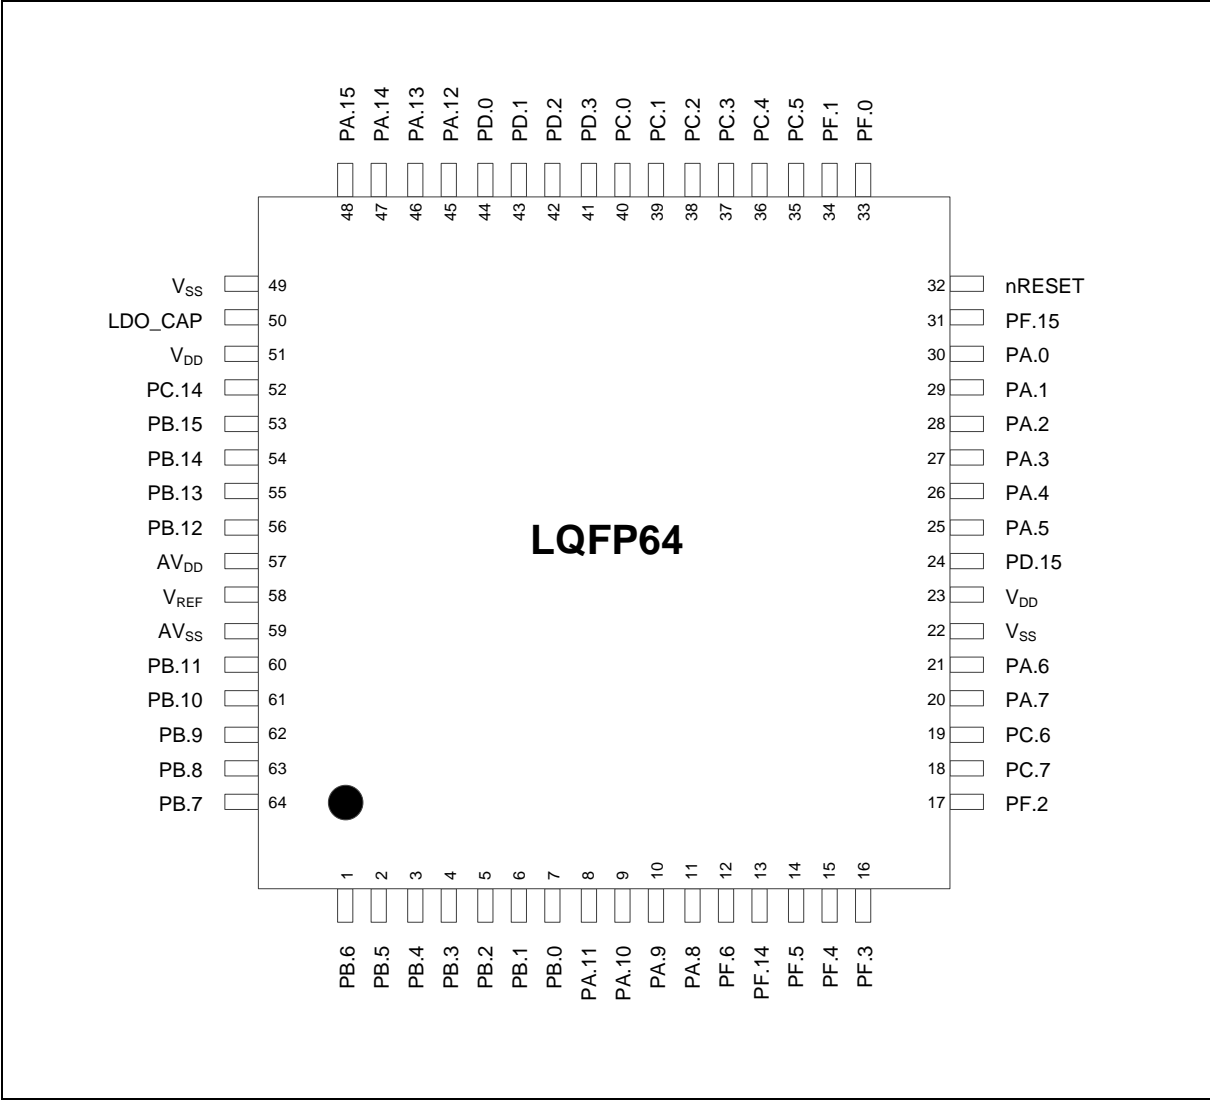 PA.15 PA.14 PA.13 PA.12 PD.0 PD.1 PD.2 PD.3 PC.0 PC.1 PC.2 PC.3 PC.4 PC.5 PF.1 PF.0
48 47 46 45 44 43 42 41 40 39 38 37 36 35 34 33
VSS 49 32 nRESET
LDO_CAP 50 31 PF.15
VDD 51 30 PA.0
PC.14 52 29 PA.1
PB.15 53 28 PA.2
PB.14 54 27 PA.3
PB.13 55 26 PA.4
PB.12 56 25 PA.5
LQFP64
AVDD 57 24 PD.15
VREF 58 23 VDD
AVSS 59 22 VSS
PB.11 60 21 PA.6
PB.10 61 20 PA.7
PB.9 62 19 PC.6
PB.8 63 18 PC.7
PB.7 64 17 PF.2
1 2 3 4 5 6 7 8 9 10 11 12 13 14 15 16
PB.6 PB.5 PB.4 PB.3 PB.2 PB.1 PB.0 PA.11 PA.10 PA.9 PA.8 PF.6 PF.14 PF.5 PF.4 PF.3